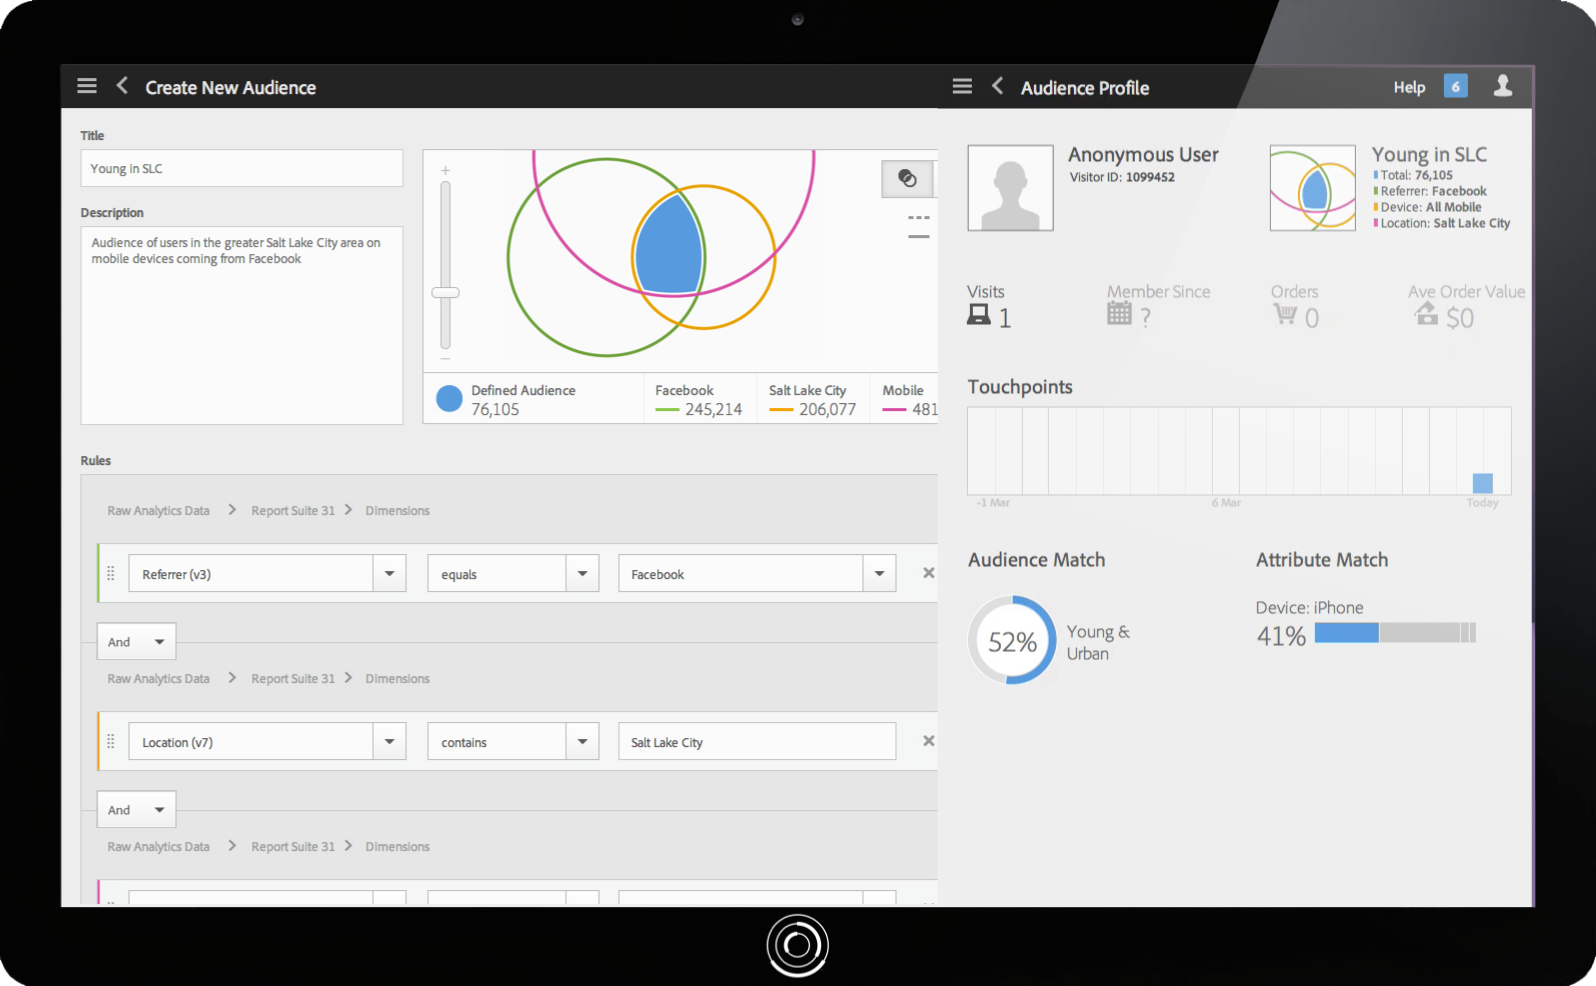 Create New Audience
Title
Young in SLC
Description
Audience of users in the greater Salt Lake City area on
mobile devices coming from Facebook
Defined Audience
76,105
Facebook
245,214
Salt Lake City
206,077
Mobile
481
Rules
Raw Analytics Data > Report Suite 31 > Dimensions
Referrer (v3) equals Facebook
And
Raw Analytics Data > Report Suite 31 > Dimensions
Location (v7) contains Salt Lake City
And
Raw Analytics Data > Report Suite 31 > Dimensions
Audience Profile
Help 6
Anonymous User
Visitor ID: 1099452
Young in SLC
Total: 76,105
Referrer: Facebook
Device: All Mobile
Location: Salt Lake City
Visits
1
Member Since
?
Orders
0
Ave Order Value
$0
Touchpoints
-1 Mar 6 Mar Today
Audience Match
52%
Young &
Urban
Attribute Match
Device: iPhone
41%